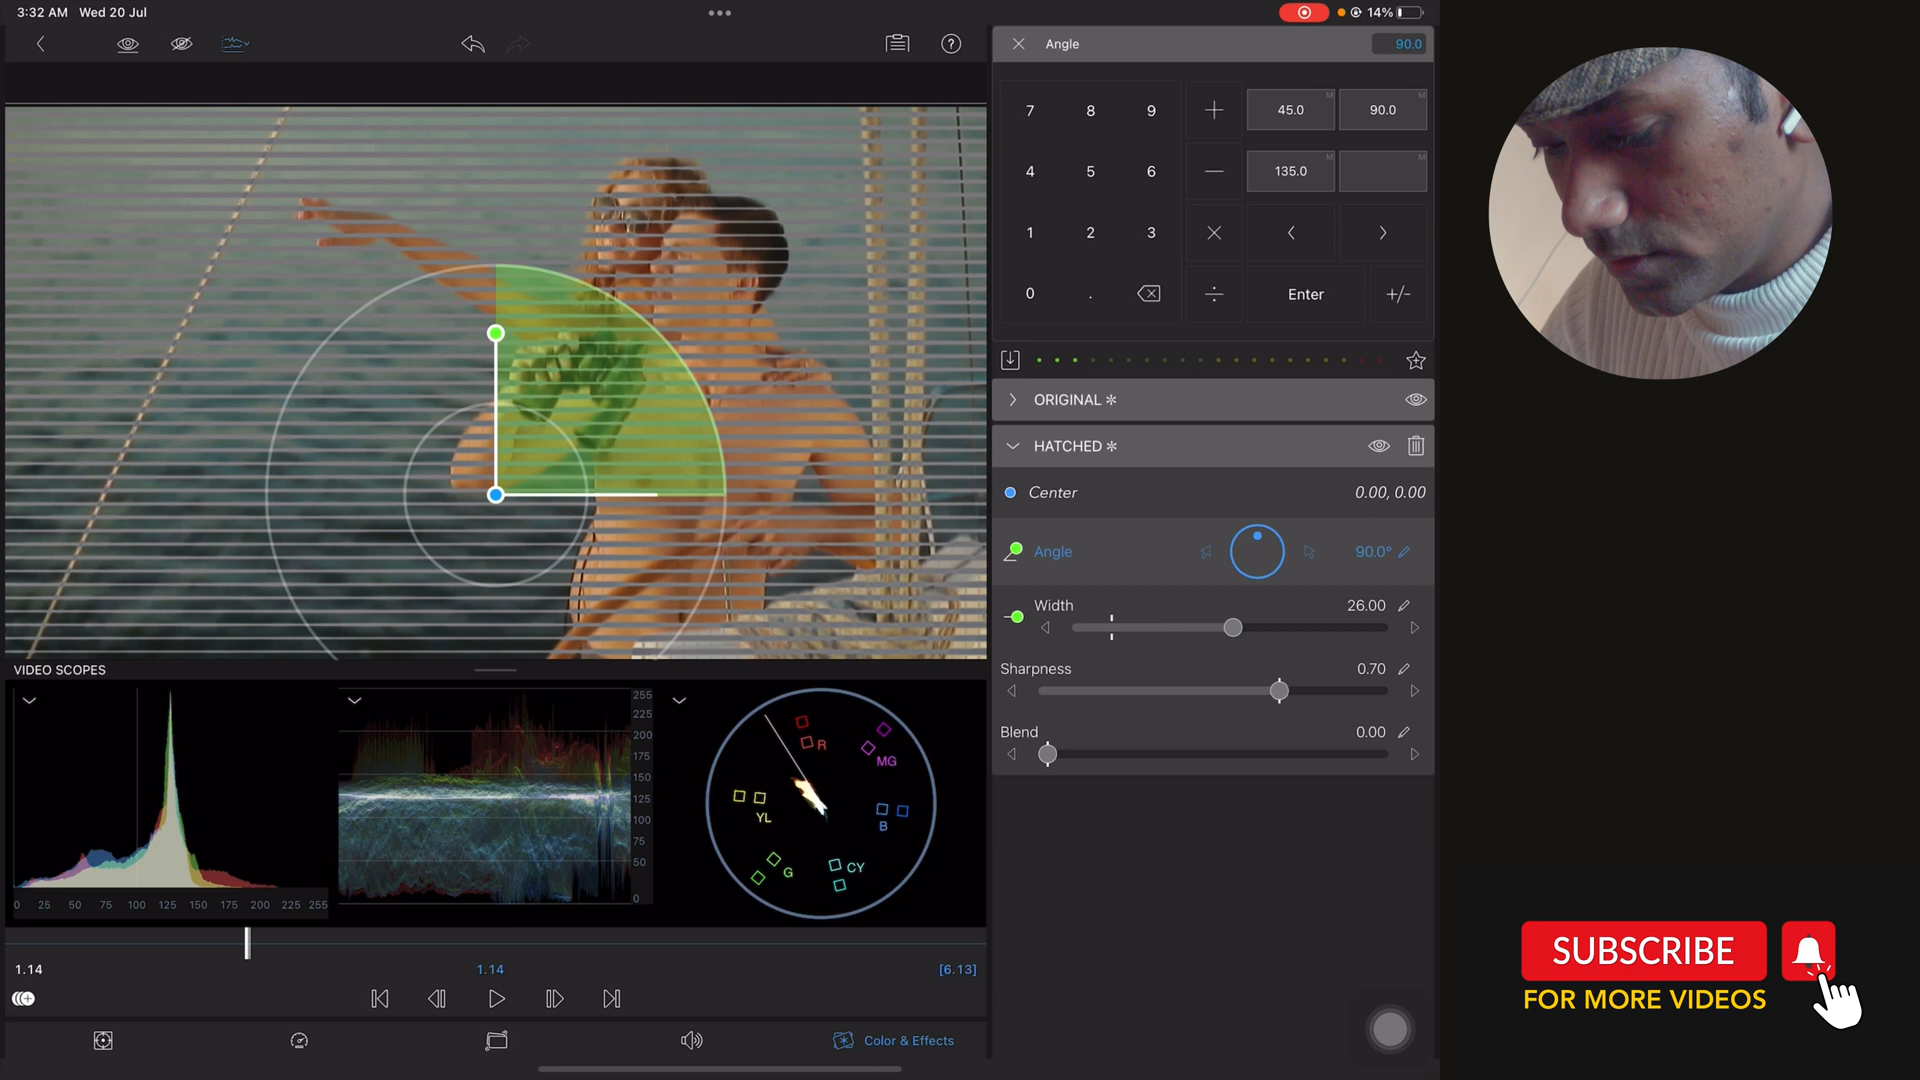 3:32 AM Wed 20 Jul
14%
Angle 90.0
7 8 9 45.0 M 90.0 M
4 5 6 135.0 M M
1 2 3
0 . Enter +/-
ORIGINAL
HATCHED
Center 0.00, 0.00
Angle 90.0°
Width 26.00
Sharpness 0.70
Blend 0.00
VIDEO SCOPES
0 25 50 75 100 125 150 175 200 225 255
255
225
200
175
150
125
100
75
50
0
R
MG
YL
B
G
CY
1.14 1.14 [6.13]
Color & Effects
SUBSCRIBE
FOR MORE VIDEOS